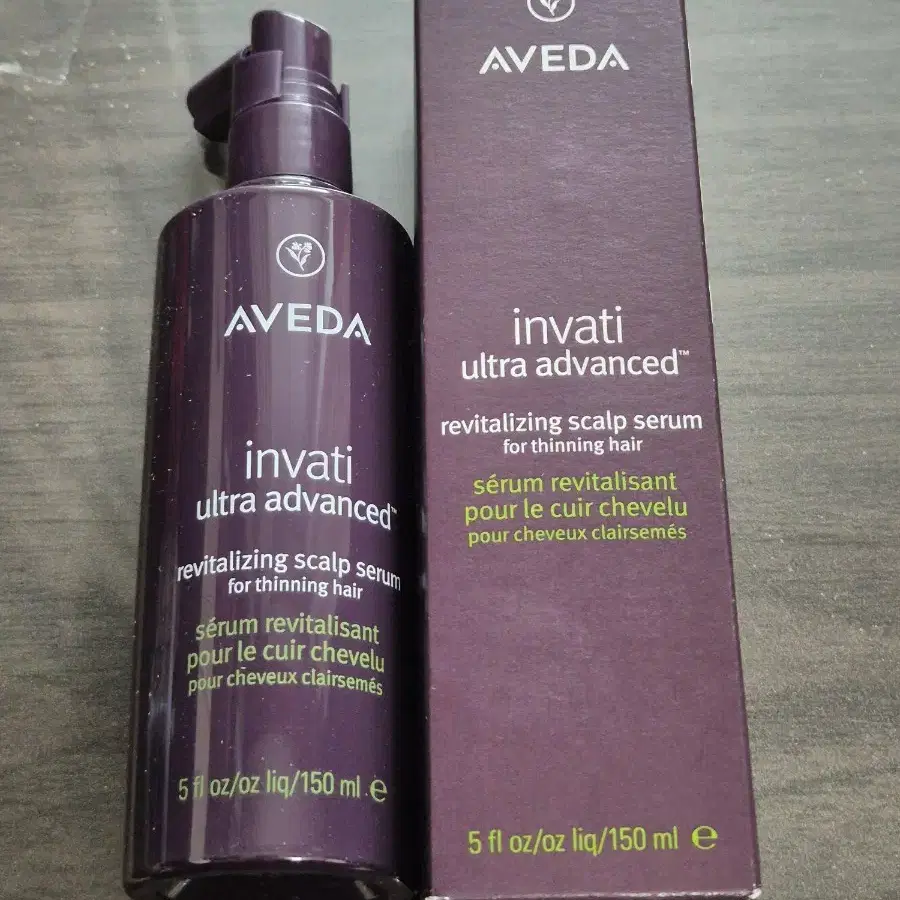 AVEDA
invati
ultra advanced™
revitalizing scalp serum
for thinning hair
sérum revitalisant
pour le cuir chevelu
pour cheveux clairsemés
5 fl oz/oz liq/150 ml ℮
AVEDA
invati
ultra advanced™
revitalizing scalp serum
for thinning hair
sérum revitalisant
pour le cuir chevelu
pour cheveux clairsemés
5 fl oz/oz liq/150 ml ℮